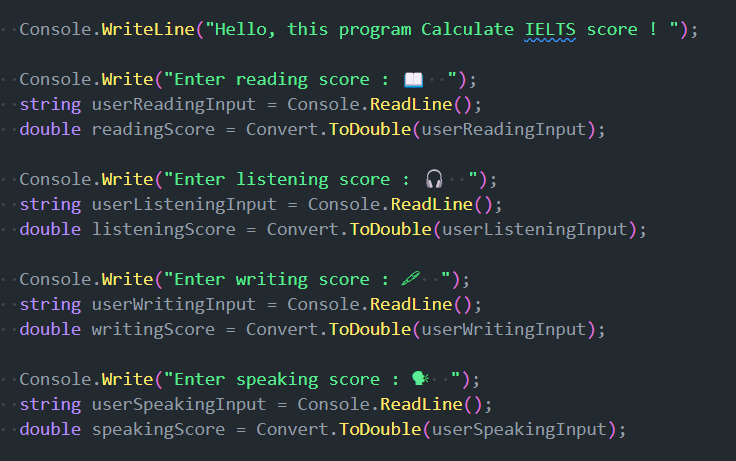 Console.WriteLine("Hello, this program Calculate IELTS score ! ");
Console.Write("Enter reading score : 📖  ");
string userReadingInput = Console.ReadLine();
double readingScore = Convert.ToDouble(userReadingInput);
Console.Write("Enter listening score : 🎧  ");
string userListeningInput = Console.ReadLine();
double listeningScore = Convert.ToDouble(userListeningInput);
Console.Write("Enter writing score : 🖊  ");
string userWritingInput = Console.ReadLine();
double writingScore = Convert.ToDouble(userWritingInput);
Console.Write("Enter speaking score : 🗣  ");
string userSpeakingInput = Console.ReadLine();
double speakingScore = Convert.ToDouble(userSpeakingInput);